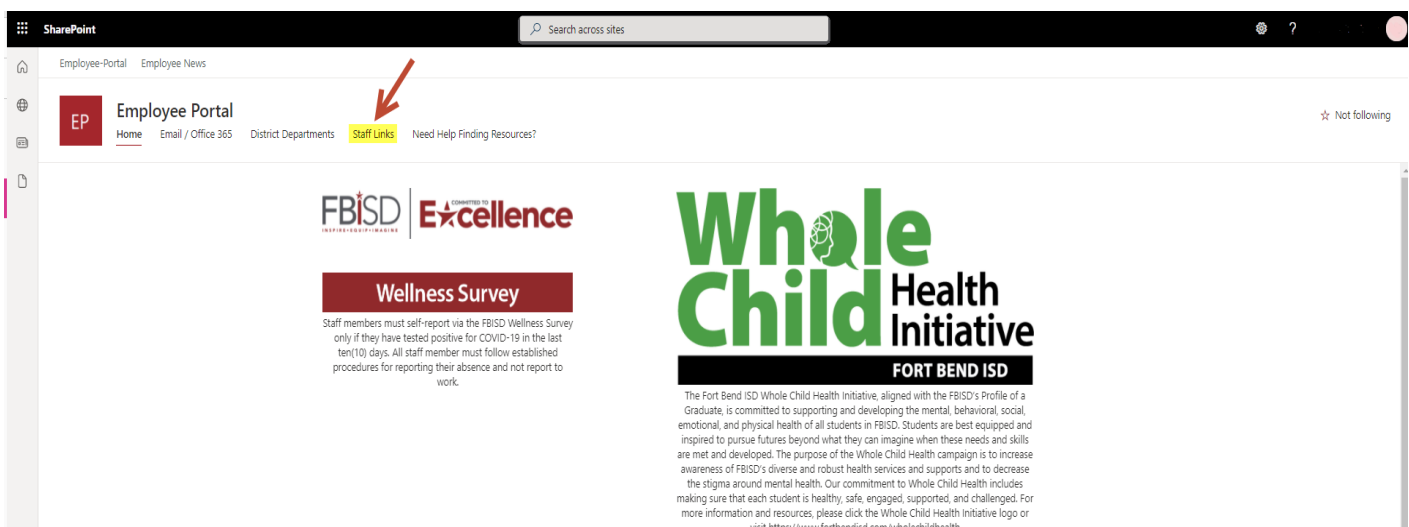 SharePoint
Search across sites
?
Employee-Portal Employee News
EP
Employee Portal
Home Email / Office 365 District Departments Staff Links Need Help Finding Resources?
Not following
FBISD
INSPIRE•EQUIP•IMAGINE
COMMITTED TO
Excellence
Wellness Survey
Staff members must self-report via the FBISD Wellness Survey
only if they have tested positive for COVID-19 in the last
ten(10) days. All staff member must follow established
procedures for reporting their absence and not report to
work.
Whole
Child
Health
Initiative
FORT BEND ISD
The Fort Bend ISD Whole Child Health Initiative, aligned with the FBISD's Profile of a
Graduate, is committed to supporting and developing the mental, behavioral, social,
emotional, and physical health of all students in FBISD. Students are best equipped and
inspired to pursue futures beyond what they can imagine when these needs and skills
are met and developed. The purpose of the Whole Child Health campaign is to increase
awareness of FBISD's diverse and robust health services and supports and to decrease
the stigma around mental health. Our commitment to Whole Child Health includes
making sure that each student is healthy, safe, engaged, supported, and challenged. For
more information and resources, please click the Whole Child Health Initiative logo or
visit https://www.fortbendisd.com/wholechildhealth